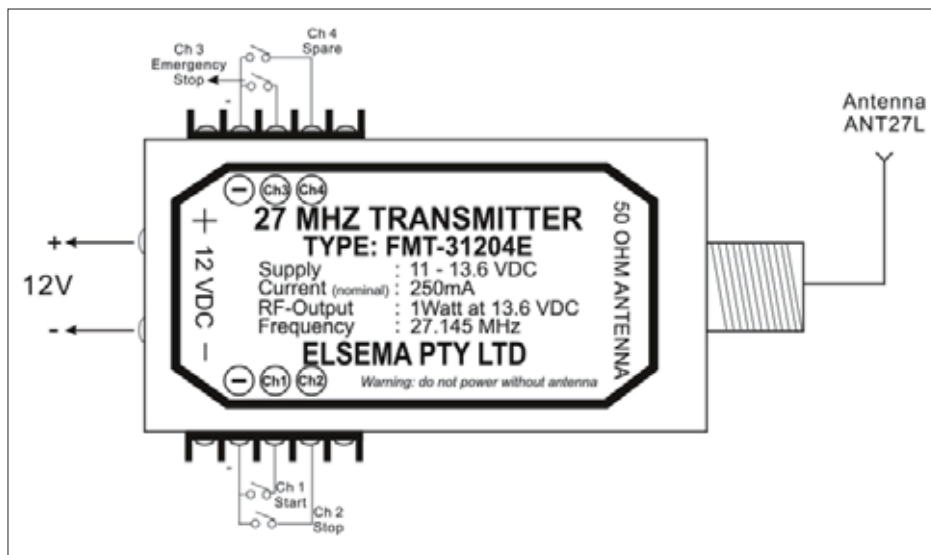 Ch 4
Spare
Ch 3
Emergency
Stop
-
Antenna
ANT27L
- Ch3 Ch4
27 MHZ TRANSMITTER
TYPE: FMT-31204E
Supply : 11 - 13.6 VDC
Current (nominal) : 250mA
RF-Output : 1Watt at 13.6 VDC
Frequency : 27.145 MHz
ELSEMA PTY LTD
- Ch1 Ch2
Warning: do not power without antenna
+ 12 VDC -
50 OHM ANTENNA
+
12V
-
-
Ch 1
Start
Ch 2
Stop